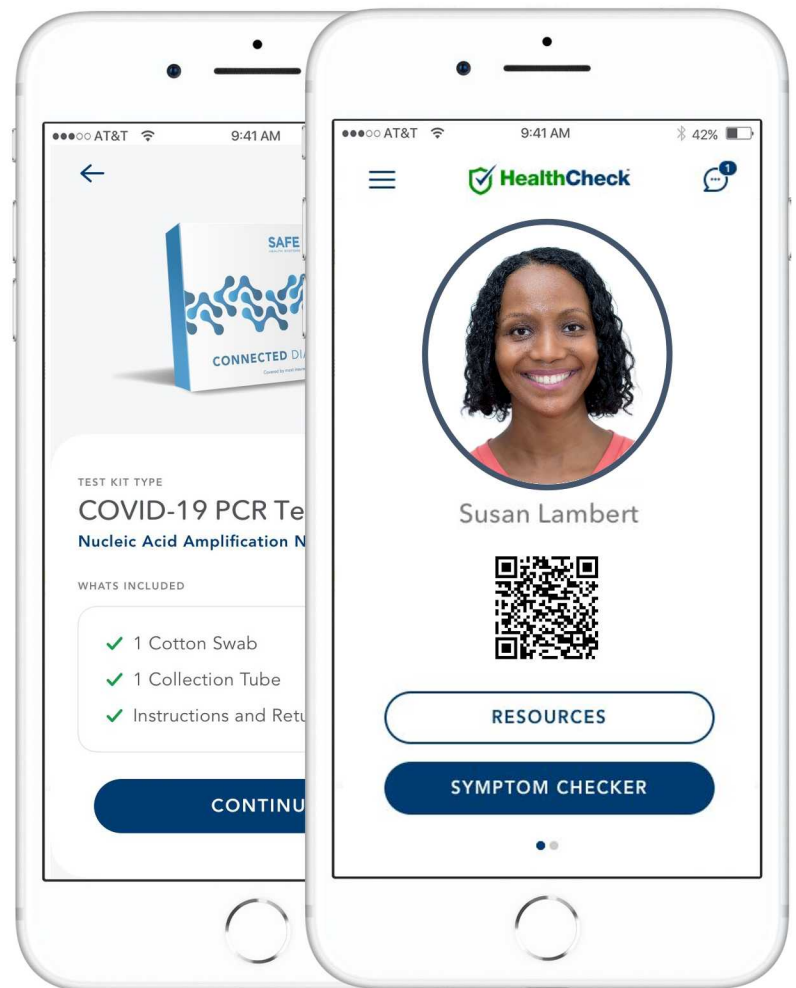 AT&T
9:41 AM
SAFE
CONNECTED DIA
TEST KIT TYPE
COVID-19 PCR Te
Nucleic Acid Amplification N
WHATS INCLUDED
1 Cotton Swab
1 Collection Tube
Instructions and Retu
CONTINU
AT&T
9:41 AM
42%
HealthCheck
1
Susan Lambert
RESOURCES
SYMPTOM CHECKER